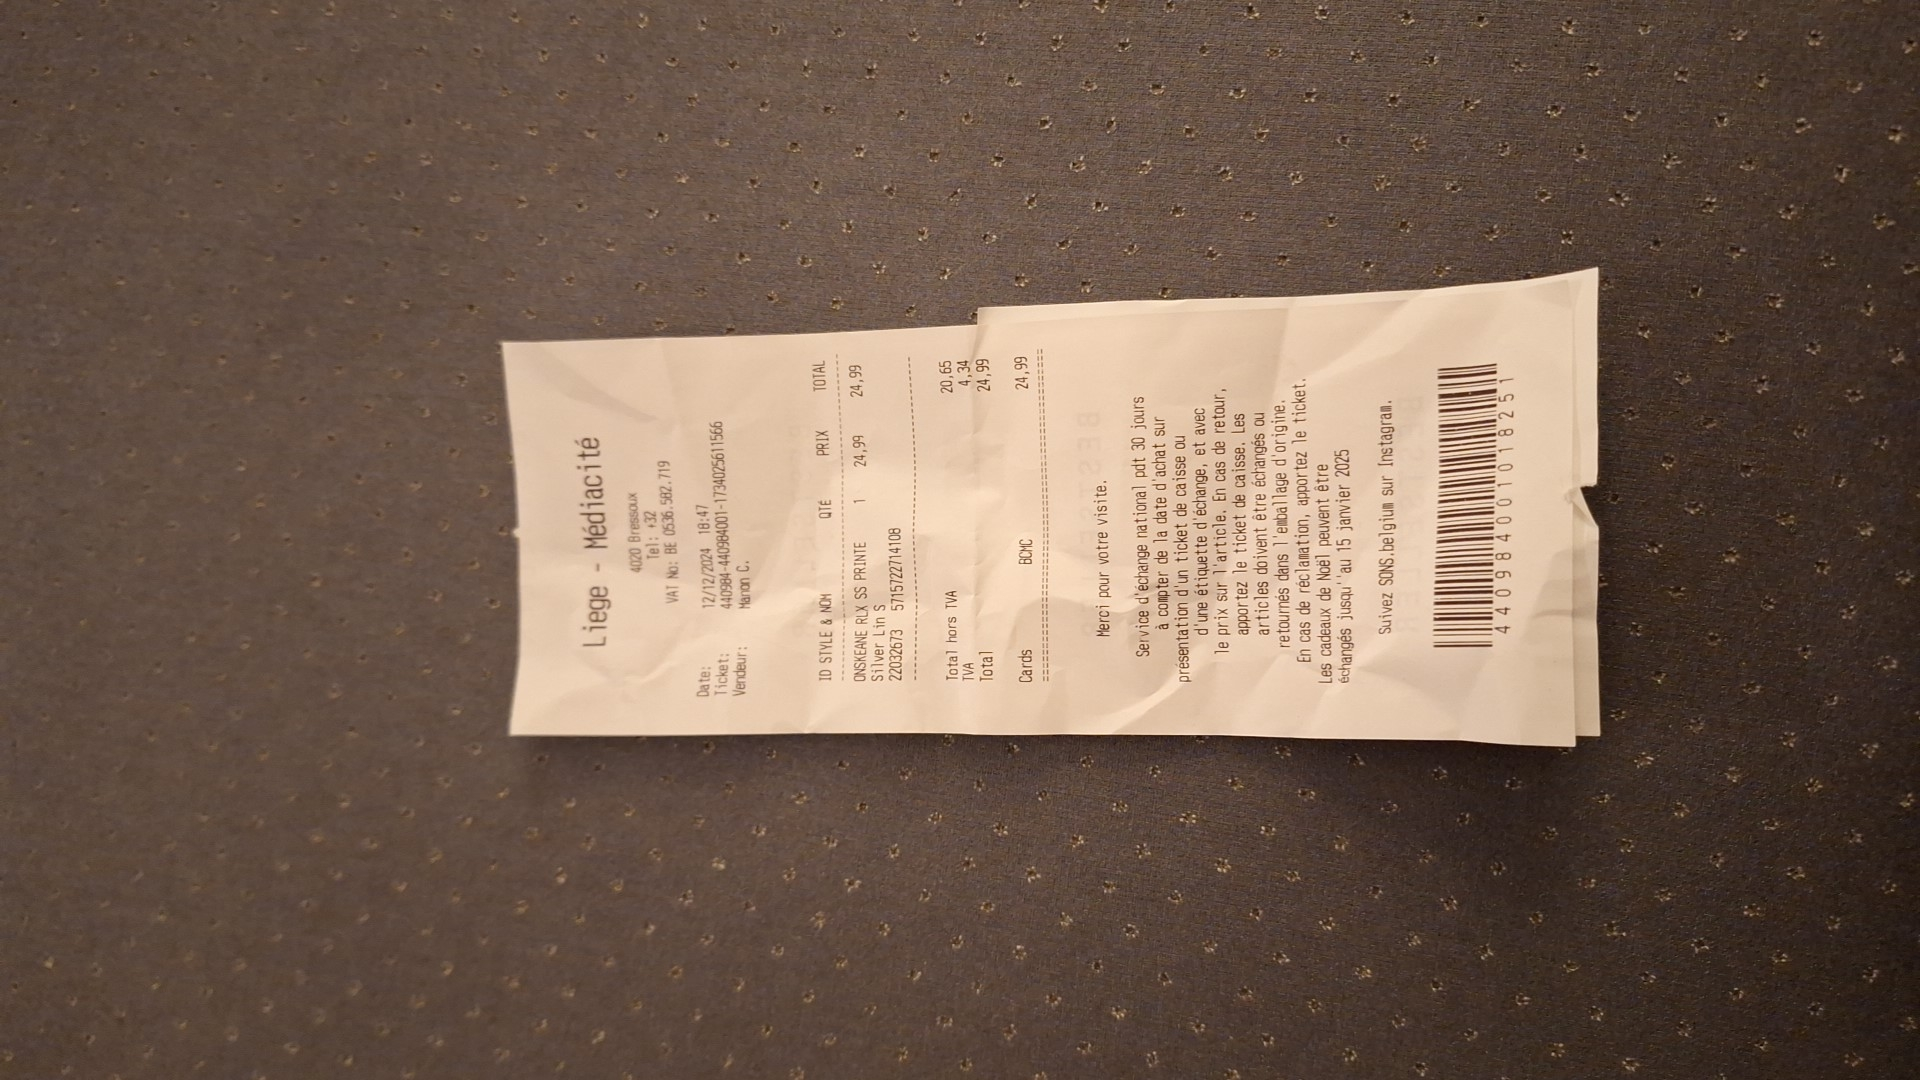 Liege - Médiacité
4020 Bressoux
Tel: +32
VAT No: BE 0536.582.719
Date: 12/12/2024 18:47
Ticket: 440984-440984001-1734025611566
Vendeur: Manon C.
ID STYLE & NOM QTE PRIX TOTAL
ONSKEANE RLX SS PRINTE 1 24,99 24,99
Silver Lin S
22032673 5715722714108
Total hors TVA 20,65
TVA 4,34
Total 24,99
Cards BCMC 24,99
Merci pour votre visite.
Service d'échange national pdt 30 jours
à compter de la date d'achat sur
présentation d'un ticket de caisse ou
d'une étiquette d'échange, et avec
le prix sur l'article. En cas de retour,
apportez le ticket de caisse. Les
articles doivent être échangés ou
retournés dans l'emballage d'origine.
En cas de réclamation, apportez le ticket.
Les cadeaux de Noël peuvent être
échangés jusqu''au 15 janvier 2025
Suivez SONS.belgium sur Instagram.
440984001018251